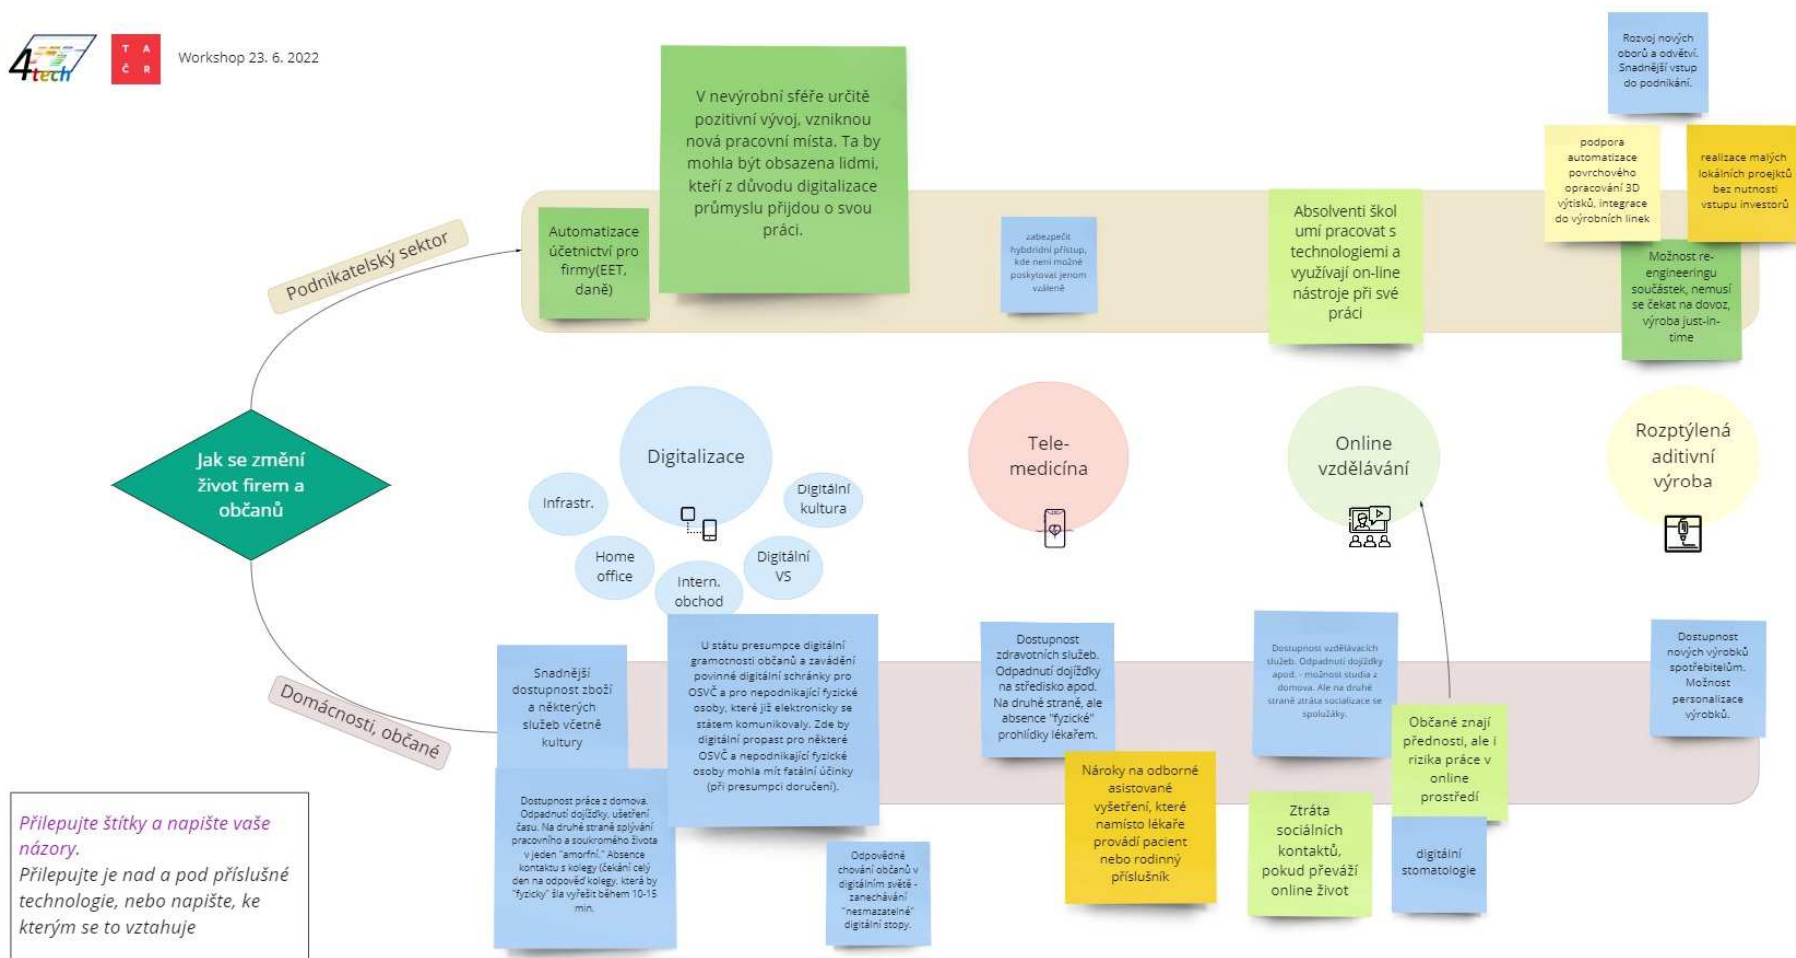 4tech
T A
Č R
Workshop 23. 6. 2022
V nevýrobní sféře určitě
pozitivní vývoj, vzniknou
nová pracovní místa. Ta by
mohla být obsazena lidmi,
kteří z důvodu digitalizace
průmyslu přijdou o svou
práci.
Rozvoj nových
oborů a odvětví.
Snadnější vstup
do podnikání.
podpora
automatizace
povrchového
opracování 3D
výtisků, integrace
do výrobních linek
realizace malých
lokálních proejktů
bez nutnosti
vstupu investorů
Podnikatelský sektor
Automatizace
účetnictví pro
firmy(EET,
daně)
zabezpečit
hybdridní přístup,
kde není možné
poskytovat jenom
vzáleně
Absolventi škol
umí pracovat s
technologiemi a
využívají on-line
nástroje při své
práci
Možnost re-
engineeringu
součástek, nemusí
se čekat na dovoz,
výroba just-in-
time
Jak se změní
život firem a
občanů
Digitalizace
Infrastr.
Home
office
Intern.
obchod
Digitální
VS
Digitální
kultura
Tele-
medicína
Online
vzdělávání
Rozptýlená
aditivní
výroba
Domácnosti, občané
Snadnější
dostupnost zboží
a některých
služeb včetně
kultury
U státu presumpce digitální
gramotnosti občanů a zavádění
povinné digitální schránky pro
OSVČ a pro nepodnikající fyzické
osoby, které již elektronicky se
státem komunikovaly. Zde by
digitální propast pro některé
OSVČ a nepodnikající fyzické
osoby mohla mít fatální účinky
(při presumpci doručení).
Dostupnost
zdravotních služeb.
Odpadnutí dojíždky
na středisko apod.
Na druhé straně, ale
absence "fyzické"
prohlídky lékařem.
Dostupnost vzdělávacích
služeb. Odpadnutí dojíždky
apod. - možnost studia z
domova. Ale na druhé
straně ztráta socializace se
spolužáky.
Dostupnost
nových výrobků
spotřebitelům.
Možnost
personalizace
výrobků.
Občané znají
přednosti, ale i
rizika práce v
online
prostředí
Dostupnost práce z domova.
Odpadnutí dojíždky, ušetření
času. Na druhé straně splývání
pracovního a soukromého života
v jeden "amorfní." Absence
kontaktu s kolegy (čekání celý
den na odpověď kolegy, která by
"fyzicky" šla vyřešit během 10-15
min.
Odpovědné
chování občanů v
digitálním světě -
zanechávání
"nesmazatelné"
digitální stopy.
Nároky na odborné
asistované
vyšetření, které
namísto lékaře
provádí pacient
nebo rodinný
příslušník
Ztráta
sociálních
kontaktů,
pokud převáží
online život
digitální
stomatologie
Přilepujte štítky a napište vaše
názory.
Přilepujte je nad a pod příslušné
technologie, nebo napište, ke
kterým se to vztahuje